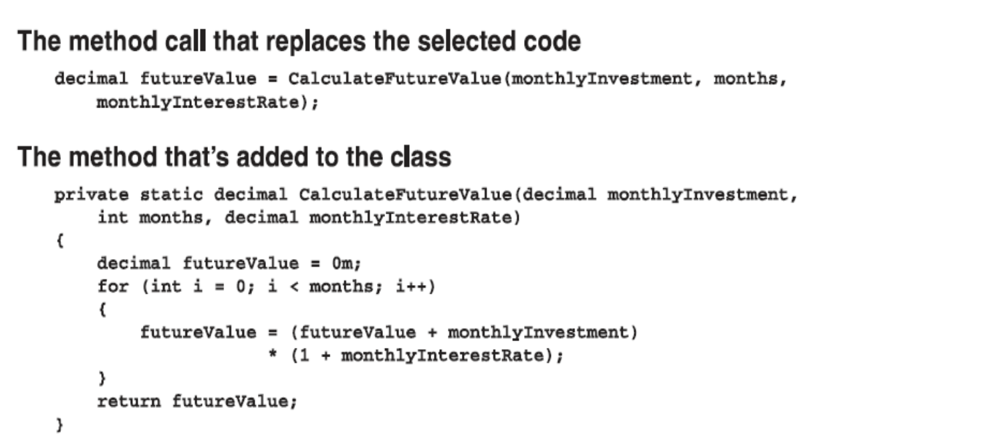 The method call that replaces the selected code
decimal futureValue = CalculateFutureValue(monthlyInvestment, months,
monthlyInterestRate);
The method that's added to the class
private static decimal CalculateFutureValue(decimal monthlyInvestment,
int months, decimal monthlyInterestRate)
{
decimal futureValue = 0m;
for (int i = 0; i < months; i++)
{
futureValue = (futureValue + monthlyInvestment)
* (1 + monthlyInterestRate);
}
return futureValue;
}